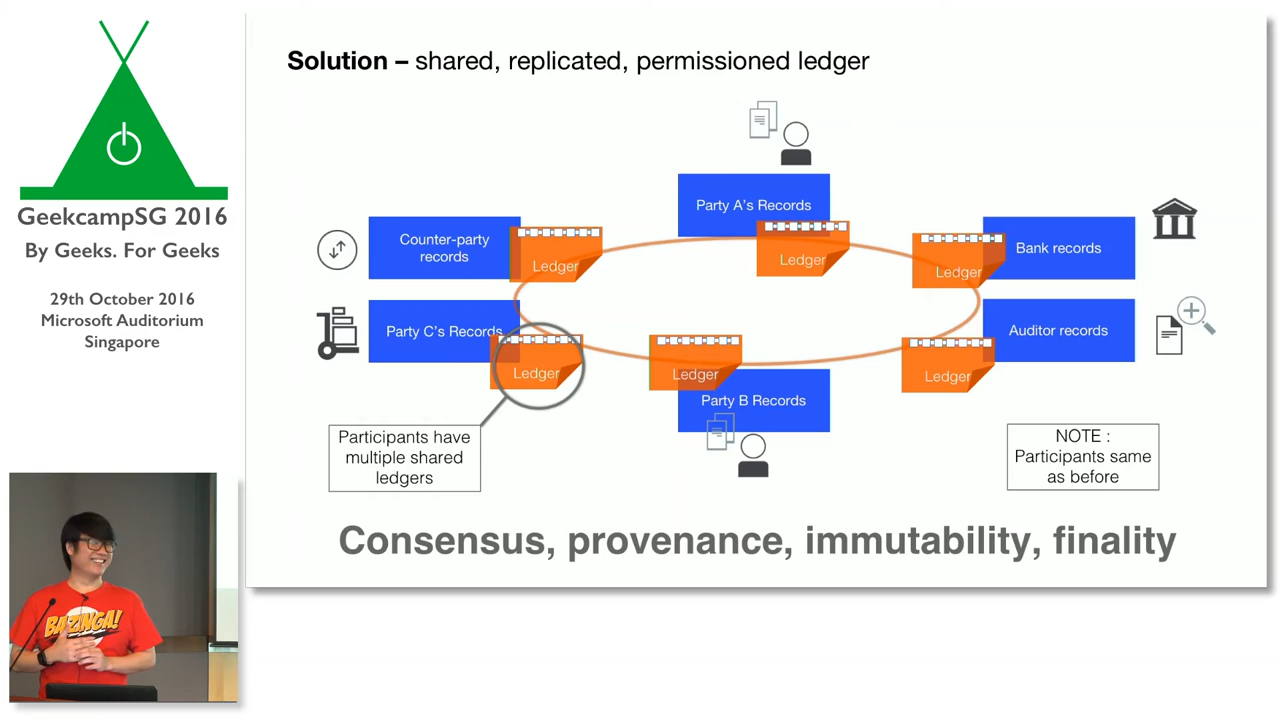 GeekcampSG 2016
By Geeks. For Geeks
29th October 2016
Microsoft Auditorium
Singapore
BAZINGA!
Solution – shared, replicated, permissioned ledger
Party A's Records
Ledger
Counter-party
records
Ledger
Bank records
Ledger
Party C's Records
Ledger
Ledger
Party B Records
Auditor records
Ledger
Participants have
multiple shared
ledgers
NOTE :
Participants same
as before
Consensus, provenance, immutability, finality